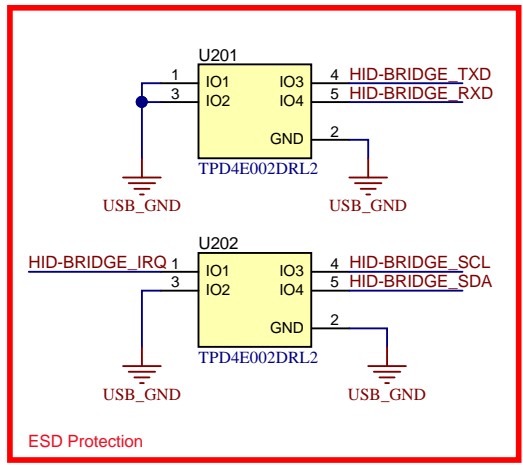 U201
1 IO1 IO3 4 HID-BRIDGE_TXD
3 IO2 IO4 5 HID-BRIDGE_RXD
GND 2
TPD4E002DRL2
USB_GND USB_GND
U202
HID-BRIDGE_IRQ 1 IO1 IO3 4 HID-BRIDGE_SCL
3 IO2 IO4 5 HID-BRIDGE_SDA
GND 2
TPD4E002DRL2
USB_GND USB_GND
ESD Protection